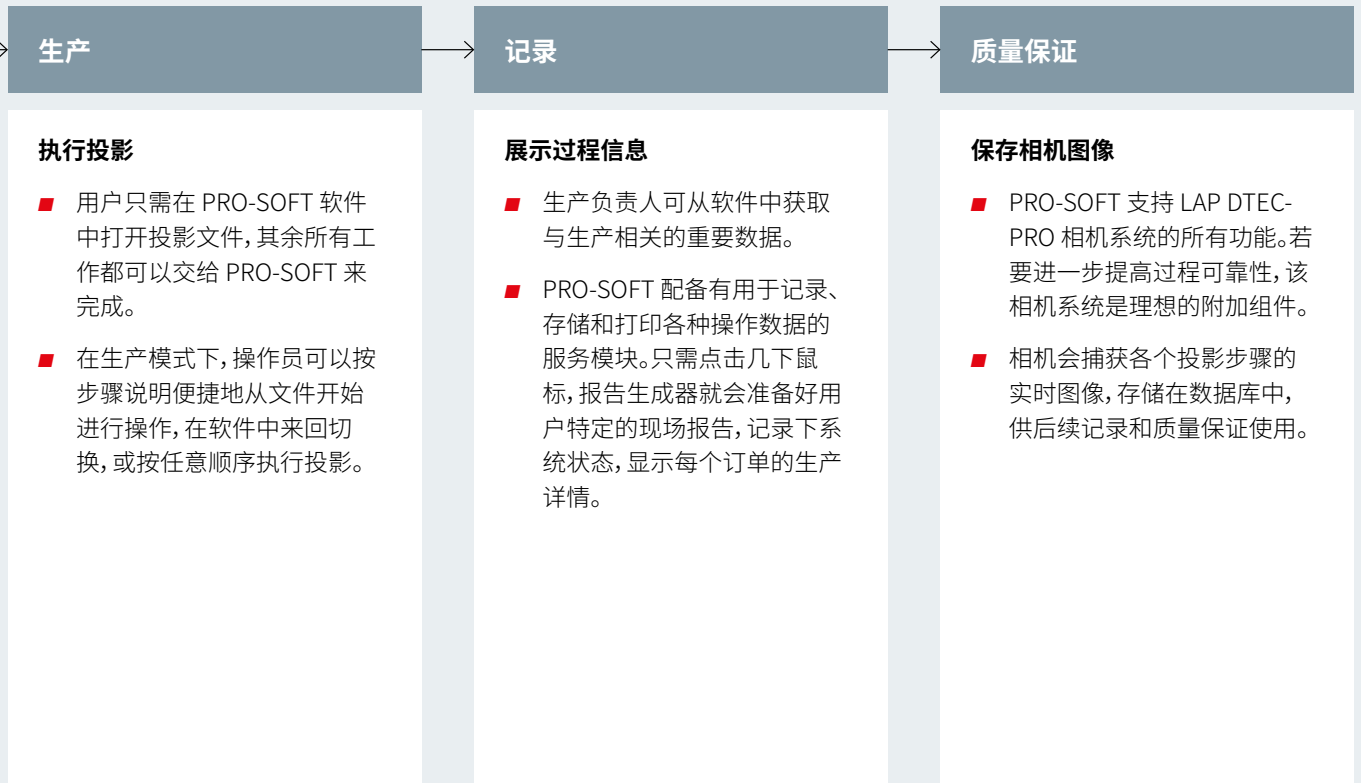 生产
执行投影
用户只需在 PRO-SOFT 软件
中打开投影文件，其余所有工
作都可以交给 PRO-SOFT 来
完成。
在生产模式下，操作员可以按
步骤说明便捷地从文件开始
进行操作，在软件中来回切
换，或按任意顺序执行投影。
记录
展示过程信息
生产负责人可从软件中获取
与生产相关的重要数据。
PRO-SOFT 配备有用于记录、
存储和打印各种操作数据的
服务模块。只需点击几下鼠
标，报告生成器就会准备好用
户特定的现场报告，记录下系
统状态，显示每个订单的生产
详情。
质量保证
保存相机图像
PRO-SOFT 支持 LAP DTEC-
PRO 相机系统的所有功能。若
要进一步提高过程可靠性，该
相机系统是理想的附加组件。
相机会捕获各个投影步骤的
实时图像，存储在数据库中，
供后续记录和质量保证使用。